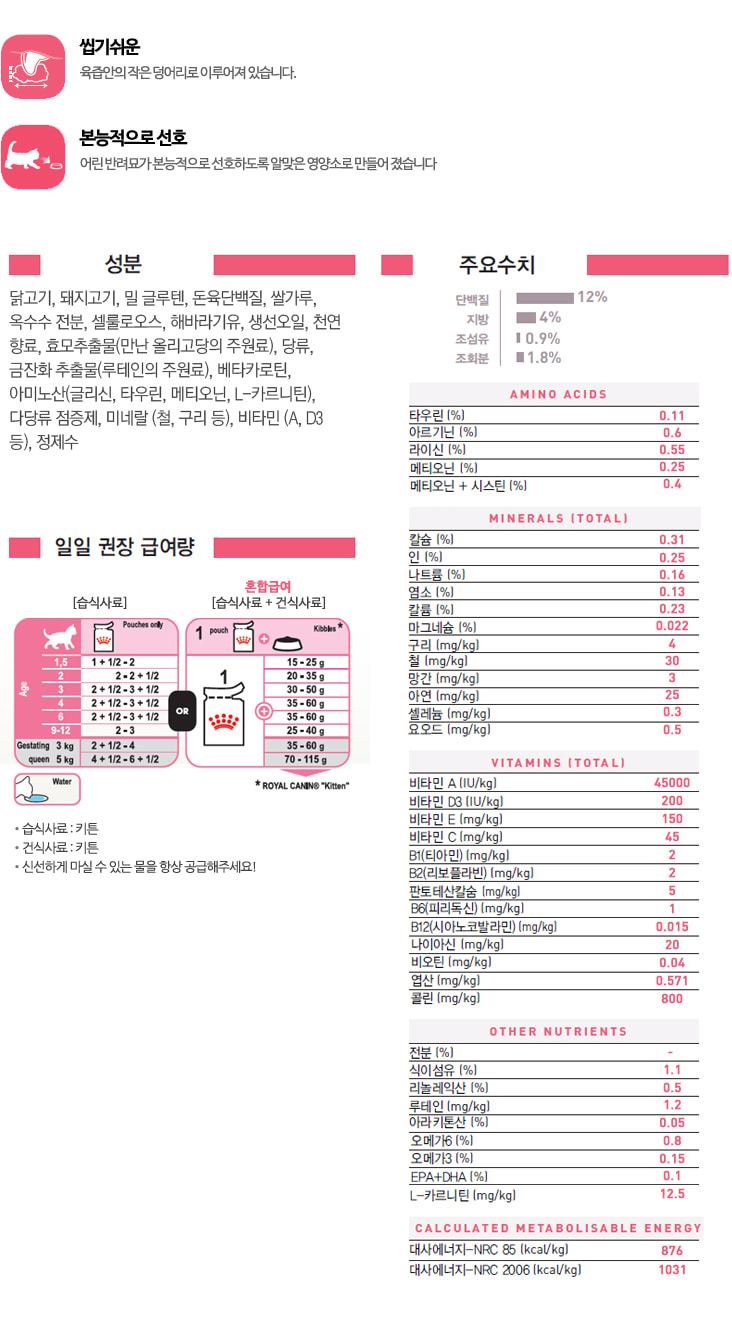 씹기쉬운
육즙안의 작은 덩어리로 이루어져 있습니다.
본능적으로 선호
어린 반려묘가 본능적으로 선호하도록 알맞은 영양소로 만들어 졌습니다
성분
닭고기, 돼지고기, 밀 글루텐, 돈육단백질, 쌀가루,
옥수수 전분, 셀룰로오스, 해바라기유, 생선오일, 천연
향료, 효모추출물(만난 올리고당의 주원료), 당류,
금잔화 추출물(루테인의 주원료), 베타카로틴,
아미노산(글리신, 타우린, 메티오닌, L-카르니틴),
다당류 점증제, 미네랄 (철, 구리 등), 비타민 (A, D3
등), 정제수
일일 권장 급여량
혼합급여
[습식사료] [습식사료 + 건식사료]
Pouches only
1 pouch + Kibbles *
Age
1,5 1 + 1/2 - 2 15 - 25 g
2 2 - 2 + 1/2 20 - 35 g
3 2 + 1/2 - 3 + 1/2 30 - 50 g
4 2 + 1/2 - 3 + 1/2 35 - 60 g
6 2 + 1/2 - 3 + 1/2 35 - 60 g
9-12 2 - 3 25 - 40 g
Gestating 3 kg 2 + 1/2 - 4 35 - 60 g
queen 5 kg 4 + 1/2 - 6 + 1/2 70 - 115 g
OR
1
+
Water
* ROYAL CANIN® "Kitten"
• 습식사료 : 키튼
• 건식사료 : 키튼
• 신선하게 마실 수 있는 물을 항상 공급해주세요!
주요수치
단백질 12%
지방 4%
조섬유 0.9%
조회분 1.8%
AMINO ACIDS
타우린 (%) 0.11
아르기닌 (%) 0.6
라이신 (%) 0.55
메티오닌 (%) 0.25
메티오닌 + 시스틴 (%) 0.4
MINERALS (TOTAL)
칼슘 (%) 0.31
인 (%) 0.25
나트륨 (%) 0.16
염소 (%) 0.13
칼륨 (%) 0.23
마그네슘 (%) 0.022
구리 (mg/kg) 4
철 (mg/kg) 30
망간 (mg/kg) 3
아연 (mg/kg) 25
셀레늄 (mg/kg) 0.3
요오드 (mg/kg) 0.5
VITAMINS (TOTAL)
비타민 A (IU/kg) 45000
비타민 D3 (IU/kg) 200
비타민 E (mg/kg) 150
비타민 C (mg/kg) 45
B1(티아민) (mg/kg) 2
B2(리보플라빈) (mg/kg) 2
판토테산칼슘 (mg/kg) 5
B6(피리독신) (mg/kg) 1
B12(시아노코발라민) (mg/kg) 0.015
나이아신 (mg/kg) 20
비오틴 (mg/kg) 0.04
엽산 (mg/kg) 0.571
콜린 (mg/kg) 800
OTHER NUTRIENTS
전분 (%) -
식이섬유 (%) 1.1
리놀레익산 (%) 0.5
루테인 (mg/kg) 1.2
아라키톤산 (%) 0.05
오메가6 (%) 0.8
오메가3 (%) 0.15
EPA+DHA (%) 0.1
L-카르니틴 (mg/kg) 12.5
CALCULATED METABOLISABLE ENERGY
대사에너지-NRC 85 (kcal/kg) 876
대사에너지-NRC 2006 (kcal/kg) 1031